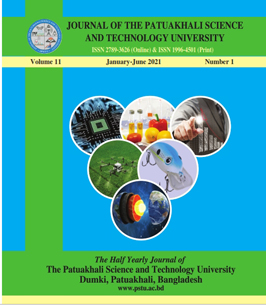 JOURNAL OF THE PATUAKHALI SCIENCE
AND TECHNOLOGY UNIVERSITY
ISSN 2789-3626 (Online) & ISSN 1996-4501 (Print)
Volume 11 January-June 2021 Number 1
The Half Yearly Journal of
The Patuakhali Science and Technology University
Dumki, Patuakhali, Bangladesh
www.pstu.ac.bd